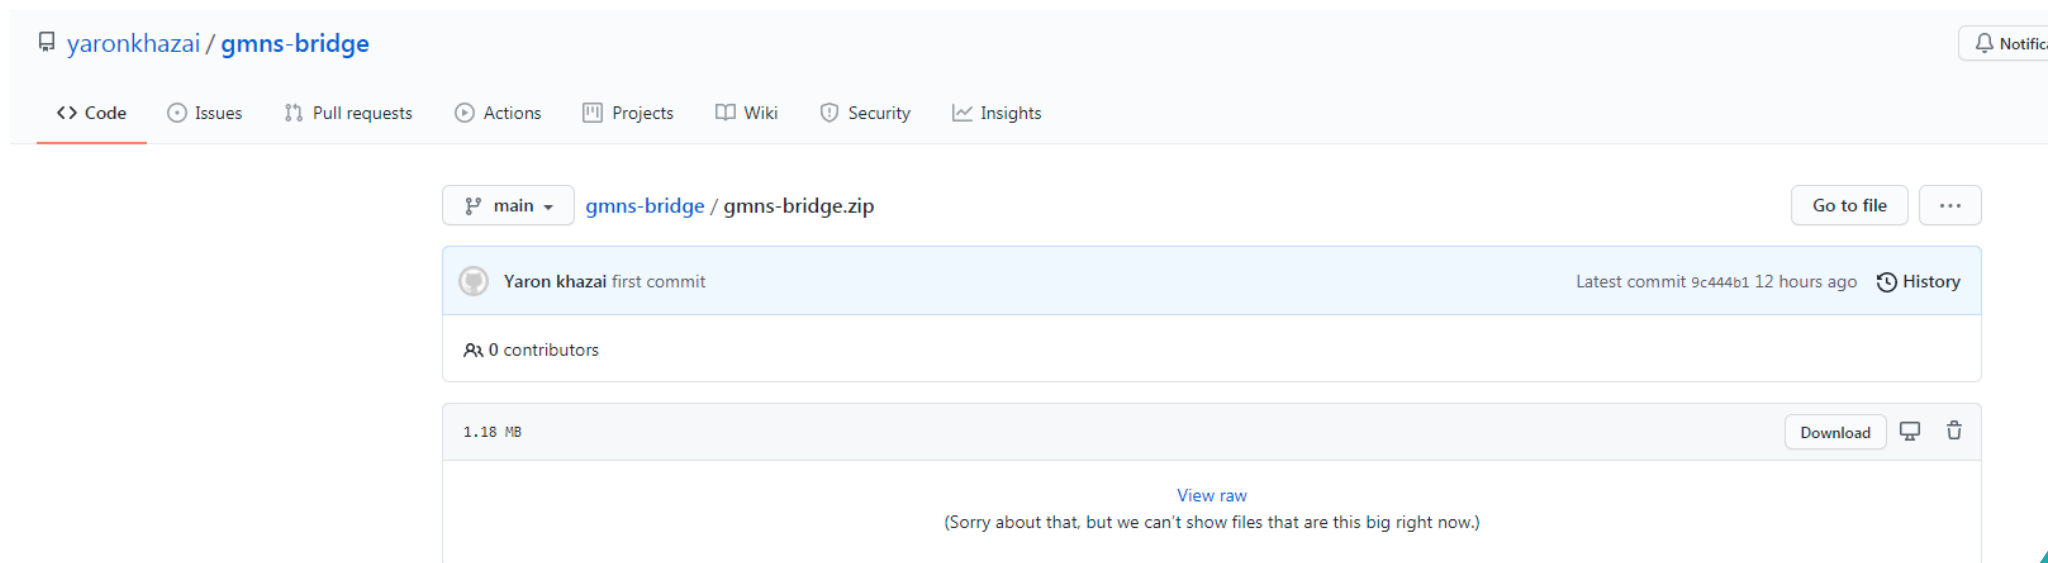 yaronkhazai / gmns-bridge
Notific
Code Issues Pull requests Actions Projects Wiki Security Insights
main gmns-bridge / gmns-bridge.zip Go to file
Yaron khazai first commit Latest commit 9c444b1 12 hours ago History
0 contributors
1.18 MB Download
View raw
(Sorry about that, but we can't show files that are this big right now.)